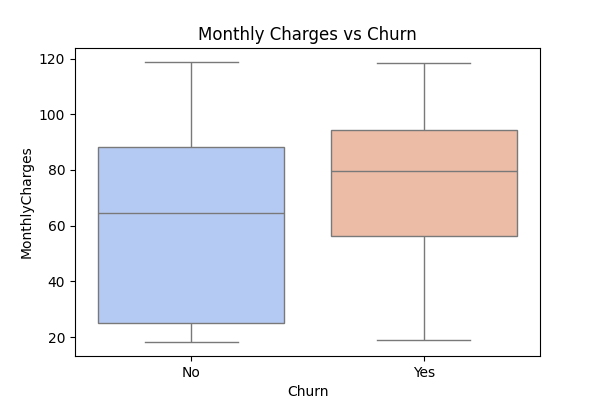 Monthly Charges vs Churn
120
100
80
60
40
20
MonthlyCharges
No
Yes
Churn